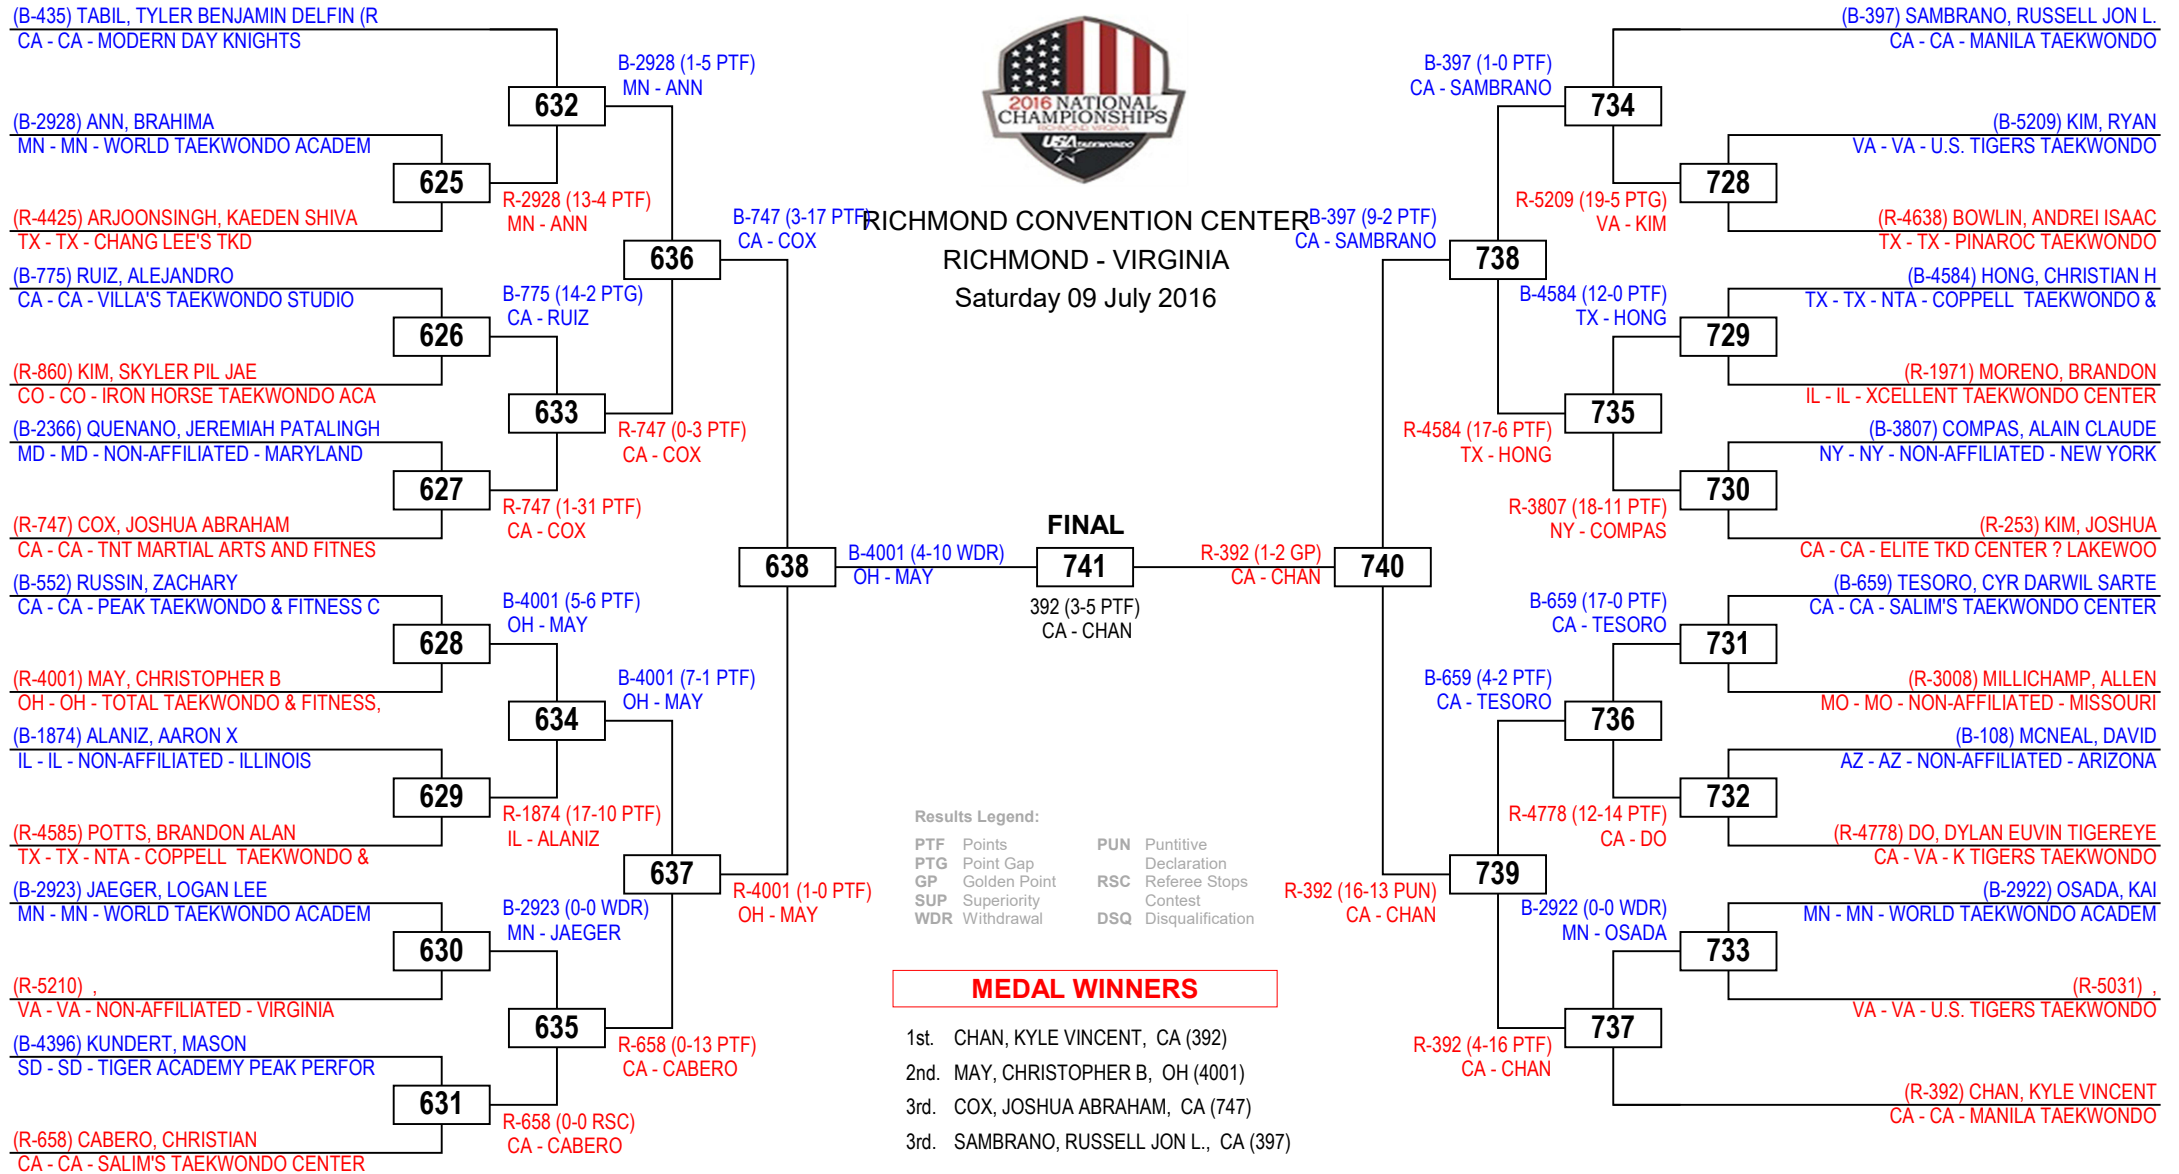 (B-435) TABIL, TYLER BENJAMIN DELFIN (R
CA - CA - MODERN DAY KNIGHTS
(B-2928) ANN, BRAHIMA
MN - MN - WORLD TAEKWONDO ACADEM
(R-4425) ARJOONSINGH, KAEDEN SHIVA
TX - TX - CHANG LEE'S TKD
(B-775) RUIZ, ALEJANDRO
CA - CA - VILLA'S TAEKWONDO STUDIO
(R-860) KIM, SKYLER PIL JAE
CO - CO - IRON HORSE TAEKWONDO ACA
(B-2366) QUENANO, JEREMIAH PATALINGH
MD - MD - NON-AFFILIATED - MARYLAND
(R-747) COX, JOSHUA ABRAHAM
CA - CA - TNT MARTIAL ARTS AND FITNES
(B-552) RUSSIN, ZACHARY
CA - CA - PEAK TAEKWONDO & FITNESS C
(R-4001) MAY, CHRISTOPHER B
OH - OH - TOTAL TAEKWONDO & FITNESS,
(B-1874) ALANIZ, AARON X
IL - IL - NON-AFFILIATED - ILLINOIS
(R-4585) POTTS, BRANDON ALAN
TX - TX - NTA - COPPELL  TAEKWONDO &
(B-2923) JAEGER, LOGAN LEE
MN - MN - WORLD TAEKWONDO ACADEM
(R-5210) ,
VA - VA - NON-AFFILIATED - VIRGINIA
(B-4396) KUNDERT, MASON
SD - SD - TIGER ACADEMY PEAK PERFOR
(R-658) CABERO, CHRISTIAN
CA - CA - SALIM'S TAEKWONDO CENTER
625
626
627
628
629
630
631
R-2928 (13-4 PTF)
MN - ANN
B-775 (14-2 PTG)
CA - RUIZ
R-747 (1-31 PTF)
CA - COX
B-4001 (5-6 PTF)
OH - MAY
R-1874 (17-10 PTF)
IL - ALANIZ
B-2923 (0-0 WDR)
MN - JAEGER
R-658 (0-0 RSC)
CA - CABERO
632
633
634
635
B-2928 (1-5 PTF)
MN - ANN
R-747 (0-3 PTF)
CA - COX
B-4001 (7-1 PTF)
OH - MAY
R-658 (0-13 PTF)
CA - CABERO
636
637
B-747 (3-17 PTF)
CA - COX
R-4001 (1-0 PTF)
OH - MAY
638
B-4001 (4-10 WDR)
OH - MAY
2016 NATIONAL
CHAMPIONSHIPS
RICHMOND VIRGINIA
USA TAEKWONDO
RICHMOND CONVENTION CENTER
RICHMOND - VIRGINIA
Saturday 09 July 2016
FINAL
741
392 (3-5 PTF)
CA - CHAN
Results Legend:
PTF Points
PTG Point Gap
GP Golden Point
SUP Superiority
WDR Withdrawal
PUN Puntitive
Declaration
RSC Referee Stops
Contest
DSQ Disqualification
MEDAL WINNERS
1st. CHAN, KYLE VINCENT, CA (392)
2nd. MAY, CHRISTOPHER B, OH (4001)
3rd. COX, JOSHUA ABRAHAM, CA (747)
3rd. SAMBRANO, RUSSELL JON L., CA (397)
R-392 (1-2 GP)
CA - CHAN
740
B-397 (9-2 PTF)
CA - SAMBRANO
R-392 (16-13 PUN)
CA - CHAN
738
739
B-397 (1-0 PTF)
CA - SAMBRANO
R-4584 (17-6 PTF)
TX - HONG
B-659 (4-2 PTF)
CA - TESORO
R-392 (4-16 PTF)
CA - CHAN
734
735
736
737
R-5209 (19-5 PTG)
VA - KIM
B-4584 (12-0 PTF)
TX - HONG
R-3807 (18-11 PTF)
NY - COMPAS
B-659 (17-0 PTF)
CA - TESORO
R-4778 (12-14 PTF)
CA - DO
B-2922 (0-0 WDR)
MN - OSADA
728
729
730
731
732
733
(B-397) SAMBRANO, RUSSELL JON L.
CA - CA - MANILA TAEKWONDO
(B-5209) KIM, RYAN
VA - VA - U.S. TIGERS TAEKWONDO
(R-4638) BOWLIN, ANDREI ISAAC
TX - TX - PINAROC TAEKWONDO
(B-4584) HONG, CHRISTIAN H
TX - TX - NTA - COPPELL  TAEKWONDO &
(R-1971) MORENO, BRANDON
IL - IL - XCELLENT TAEKWONDO CENTER
(B-3807) COMPAS, ALAIN CLAUDE
NY - NY - NON-AFFILIATED - NEW YORK
(R-253) KIM, JOSHUA
CA - CA - ELITE TKD CENTER ? LAKEWOO
(B-659) TESORO, CYR DARWIL SARTE
CA - CA - SALIM'S TAEKWONDO CENTER
(R-3008) MILLICHAMP, ALLEN
MO - MO - NON-AFFILIATED - MISSOURI
(B-108) MCNEAL, DAVID
AZ - AZ - NON-AFFILIATED - ARIZONA
(R-4778) DO, DYLAN EUVIN TIGEREYE
CA - VA - K TIGERS TAEKWONDO
(B-2922) OSADA, KAI
MN - MN - WORLD TAEKWONDO ACADEM
(R-5031) ,
VA - VA - U.S. TIGERS TAEKWONDO
(R-392) CHAN, KYLE VINCENT
CA - CA - MANILA TAEKWONDO